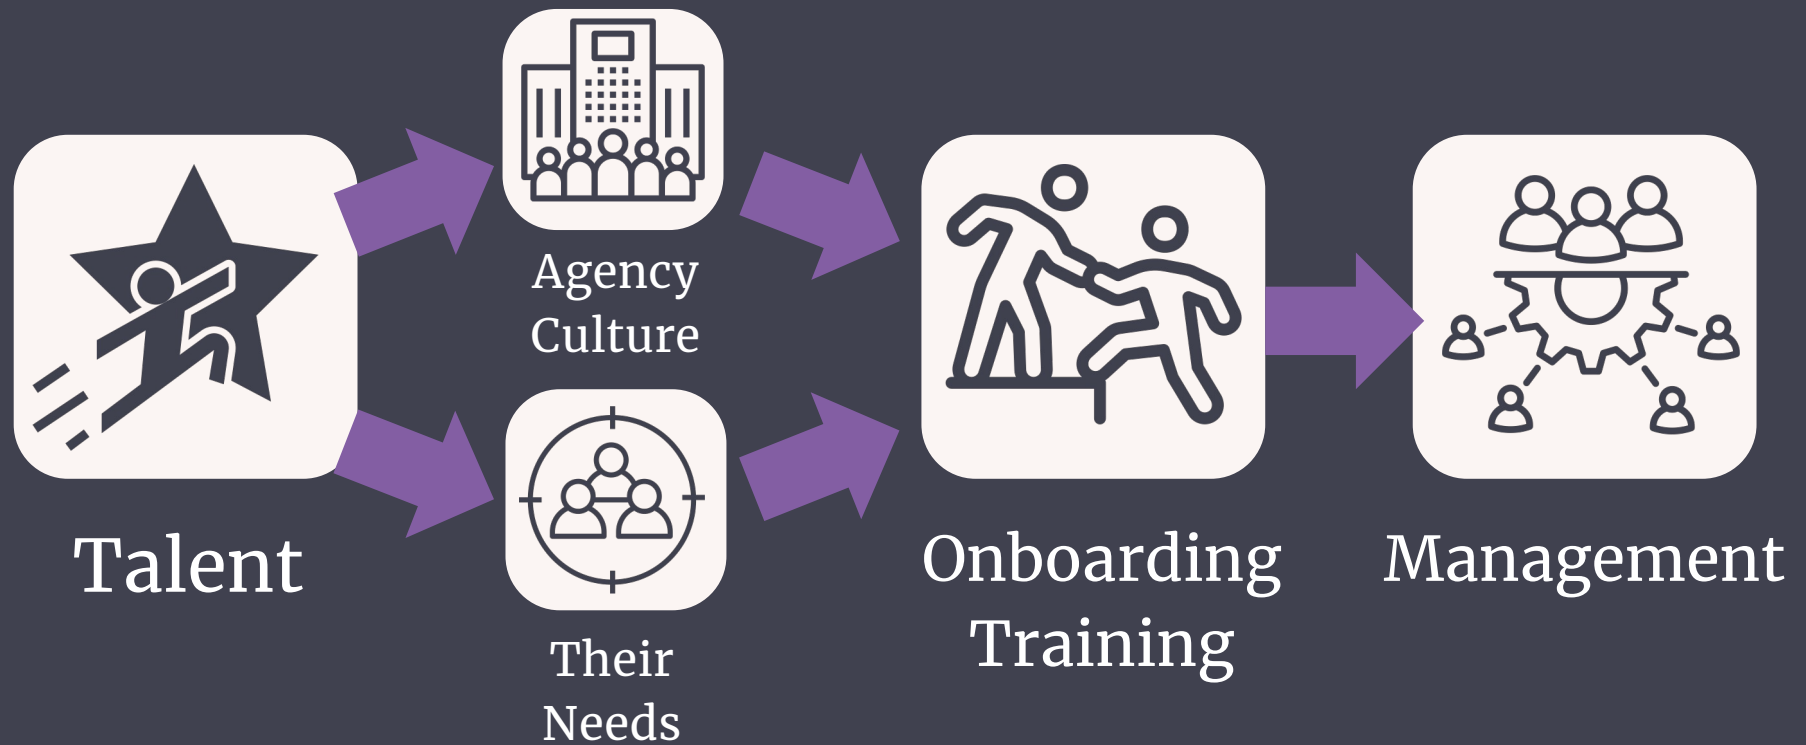 Talent
Agency
Culture
Their
Needs
Onboarding
Training
Management